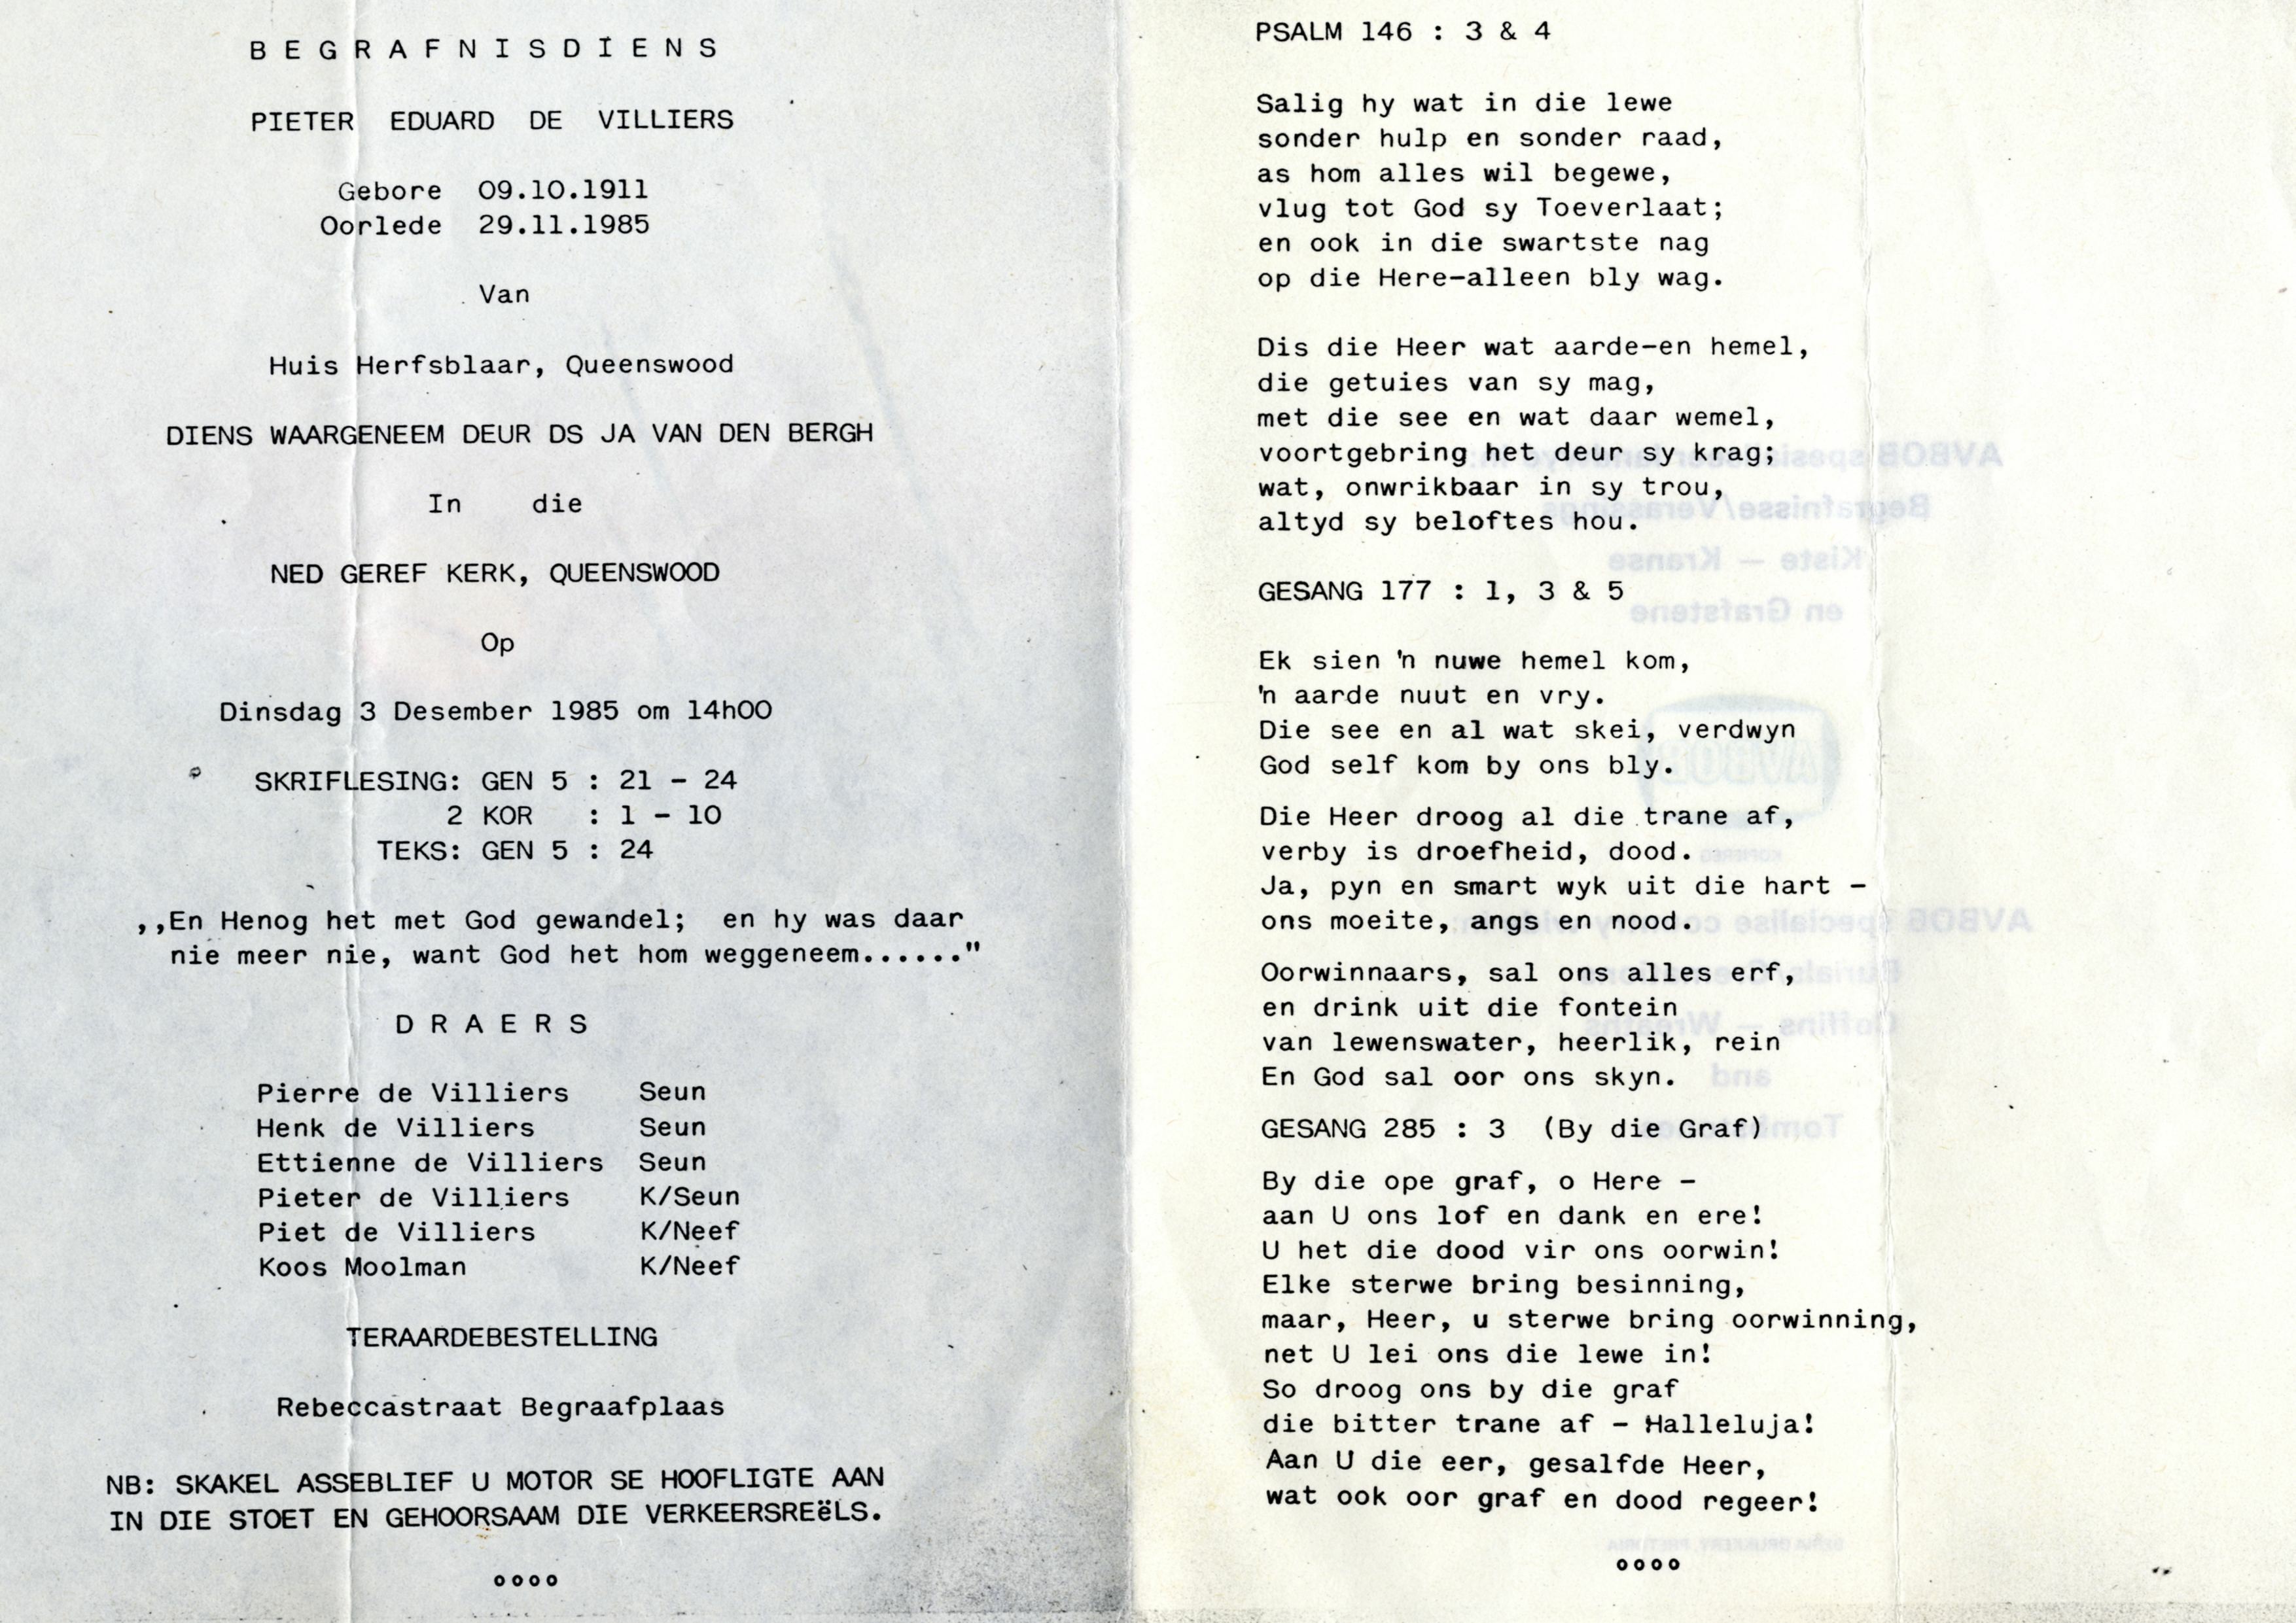 BEGRAFNISDIENS
PIETER EDUARD DE VILLIERS
Gebore 09.10.1911
Oorlede 29.11.1985
Van
Huis Herfsblaar, Queenswood
DIENS WAARGENEEM DEUR DS JA VAN DEN BERGH
In die
NED GEREF KERK, QUEENSWOOD
Op
Dinsdag 3 Desember 1985 om 14h00
SKRIFLESING: GEN 5 : 21 - 24
2 KOR : 1 - 10
TEKS: GEN 5 : 24
,,En Henog het met God gewandel; en hy was daar
nie meer nie, want God het hom weggeneem......"
DRAERS
Pierre de Villiers Seun
Henk de Villiers Seun
Ettienne de Villiers Seun
Pieter de Villiers K/Seun
Piet de Villiers K/Neef
Koos Moolman K/Neef
TERAARDEBESTELLING
Rebeccastraat Begraafplaas
NB: SKAKEL ASSEBLIEF U MOTOR SE HOOFLIGTE AAN
IN DIE STOET EN GEHOORSAAM DIE VERKEERSREëLS.
oooo
PSALM 146 : 3 & 4
Salig hy wat in die lewe
sonder hulp en sonder raad,
as hom alles wil begewe,
vlug tot God sy Toeverlaat;
en ook in die swartste nag
op die Here-alleen bly wag.
Dis die Heer wat aarde-en hemel,
die getuies van sy mag,
met die see en wat daar wemel,
voortgebring het deur sy krag;
wat, onwrikbaar in sy trou,
altyd sy beloftes hou.
GESANG 177 : 1, 3 & 5
Ek sien 'n nuwe hemel kom,
'n aarde nuut en vry.
Die see en al wat skei, verdwyn
God self kom by ons bly.
Die Heer droog al die trane af,
verby is droefheid, dood.
Ja, pyn en smart wyk uit die hart -
ons moeite, angs en nood.
Oorwinnaars, sal ons alles erf,
en drink uit die fontein
van lewenswater, heerlik, rein
En God sal oor ons skyn.
GESANG 285 : 3 (By die Graf)
By die ope graf, o Here -
aan U ons lof en dank en ere!
U het die dood vir ons oorwin!
Elke sterwe bring besinning,
maar, Heer, u sterwe bring oorwinning,
net U lei ons die lewe in!
So droog ons by die graf
die bitter trane af - Halleluja!
Aan U die eer, gesalfde Heer,
wat ook oor graf en dood regeer!
oooo